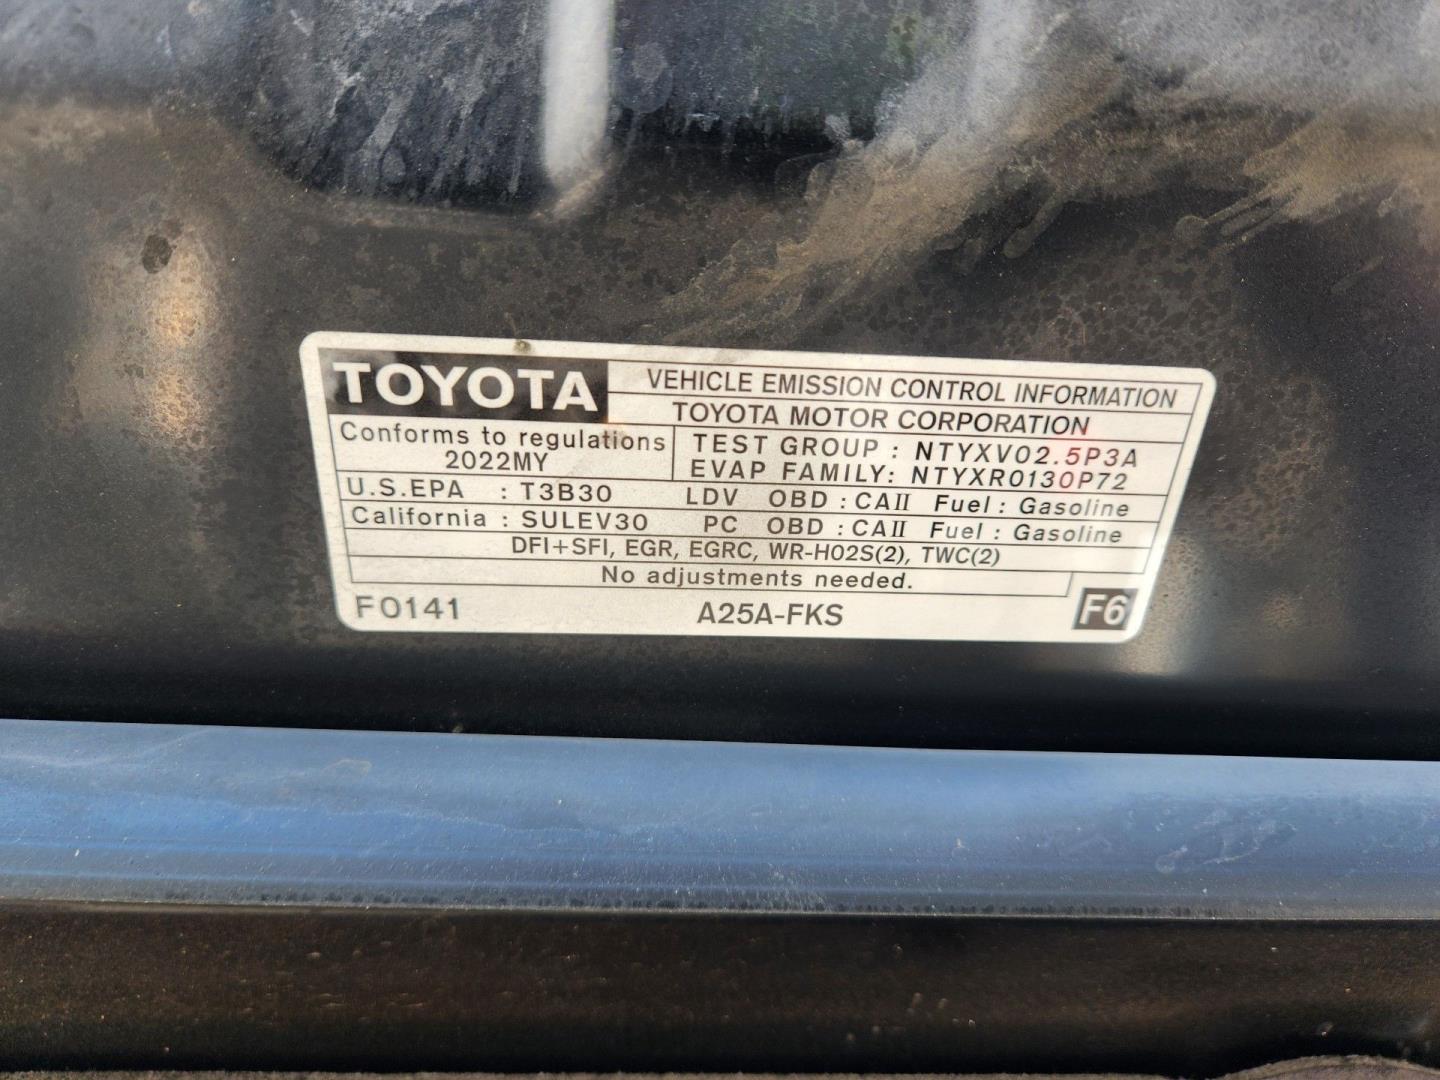 TOYOTA
VEHICLE EMISSION CONTROL INFORMATION
TOYOTA MOTOR CORPORATION
Conforms to regulations
2022MY
TEST GROUP : NTYXV02.5P3A
EVAP FAMILY: NTYXR0130P72
U.S.EPA : T3B30 LDV OBD : CAII Fuel : Gasoline
California : SULEV30 PC OBD : CAII Fuel : Gasoline
DFI+SFI, EGR, EGRC, WR-HO2S(2), TWC(2)
No adjustments needed.
F0141 A25A-FKS F6